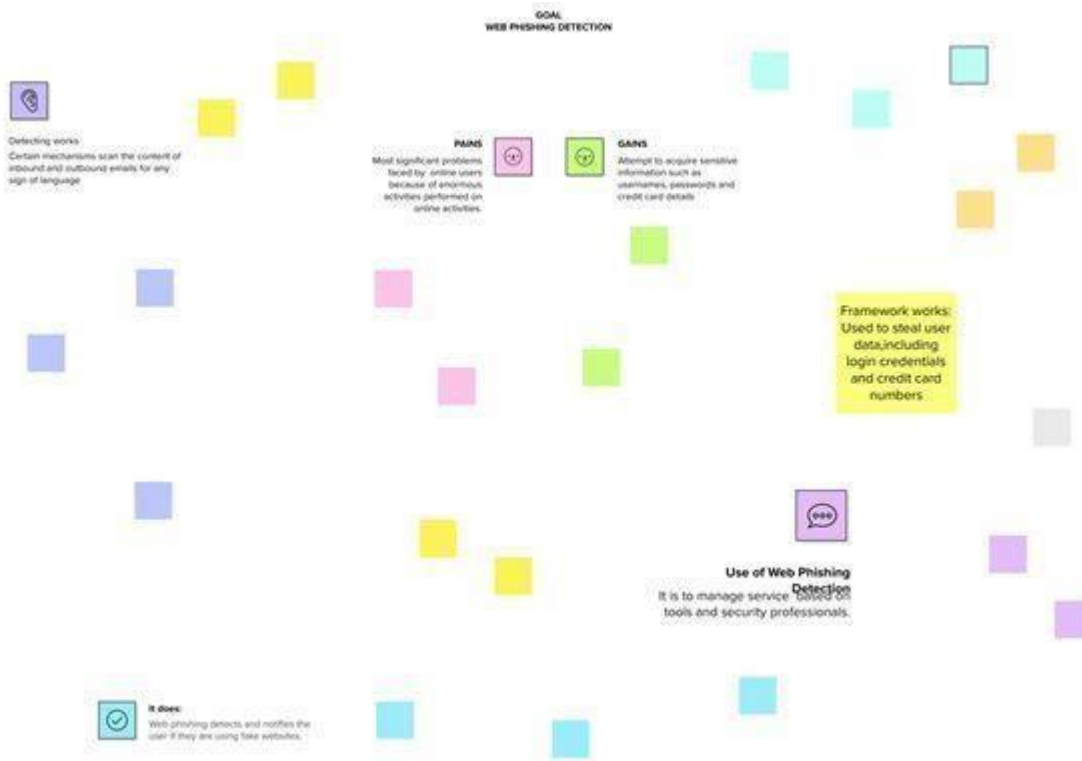 GOAL
WEB PHISHING DETECTION
Detecting works
Certain mechanisms scan the content of
inbound and outbound emails for any
sign of language
PAINS
Most significant problems
faced by online users
because of enormous
activities performed on
online activities.
GAINS
Attempt to acquire sensitive
information such as
usernames, passwords and
credit card details
Framework works:
Used to steal user
data,including
login credentials
and credit card
numbers
Use of Web Phishing
Detection
It is to manage service based on
tools and security professionals.
It does:
Web phishing detects and notifies the
user if they are using fake websites.